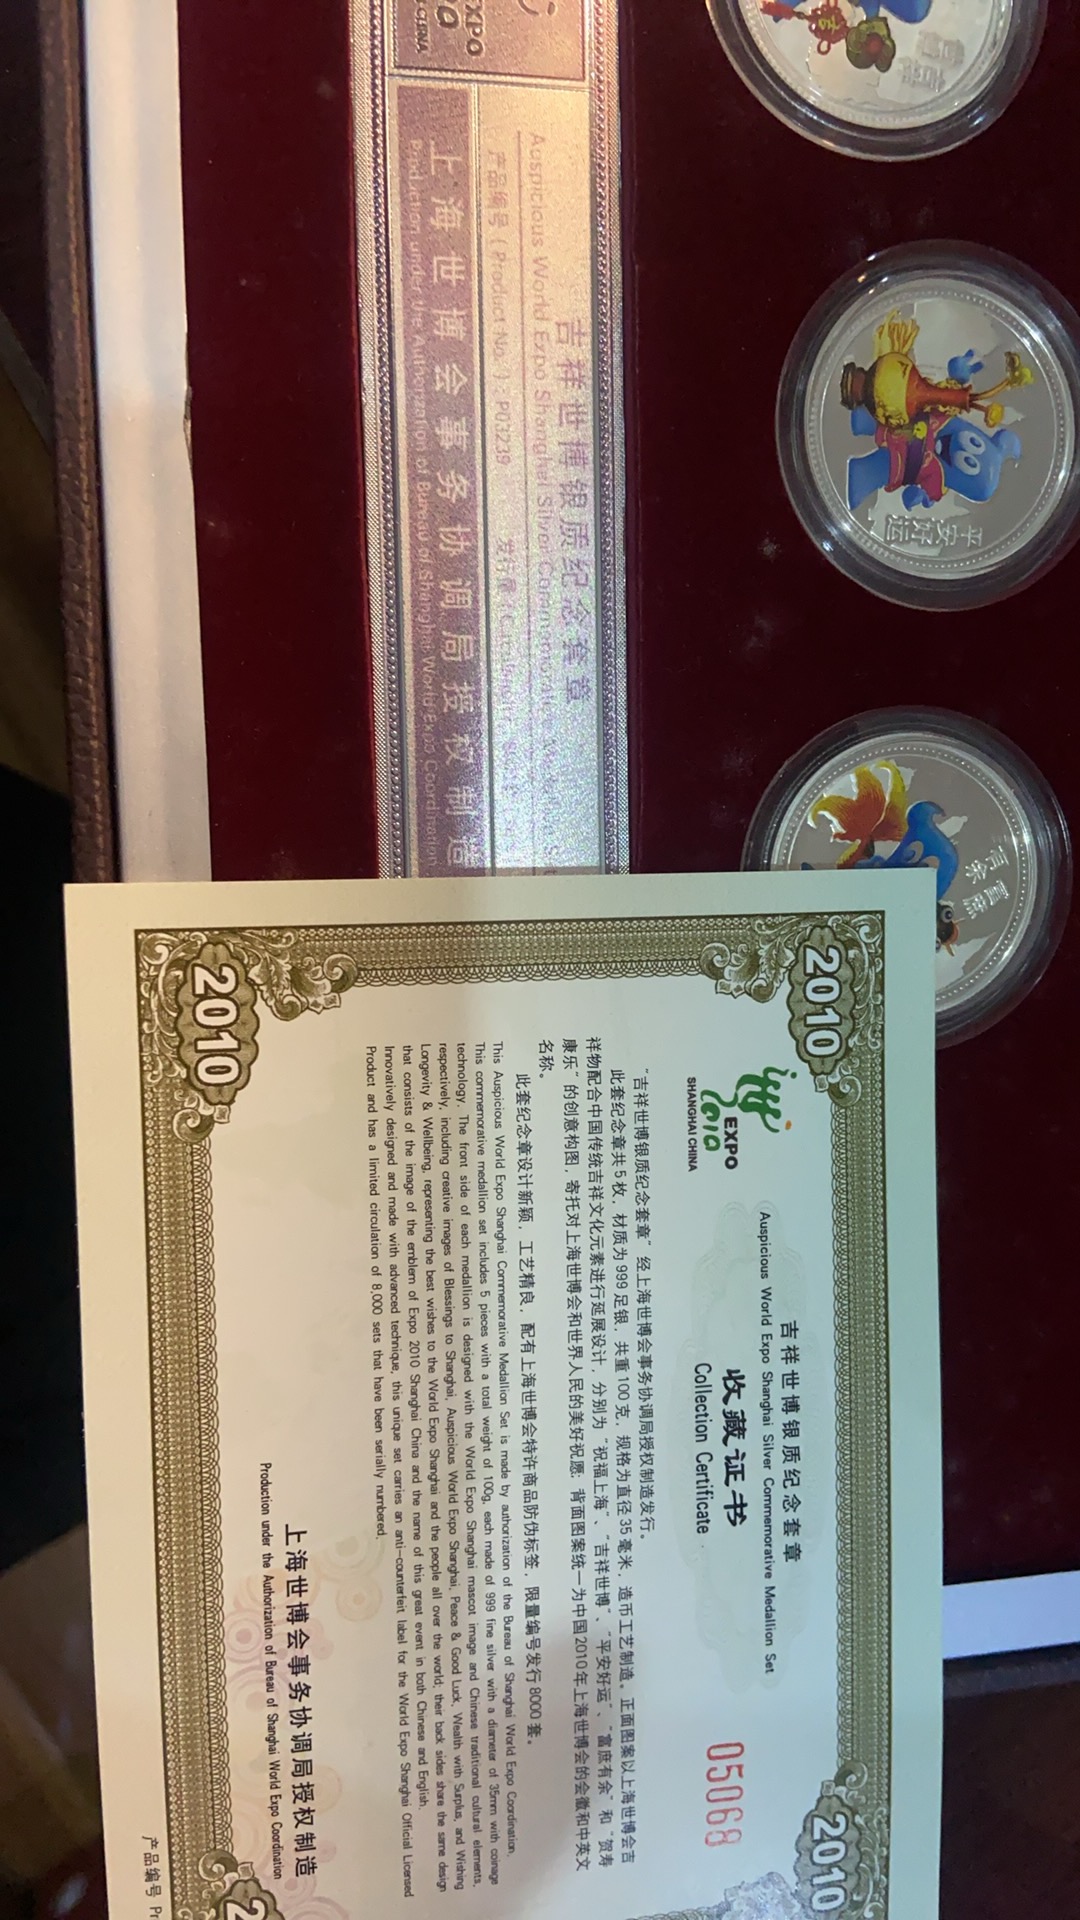 EXPO
CHINA
吉祥世博银质纪念套章
Auspicious World Expo Shanghai Silver Commemorative
产品编号 (Product No.): P03239
上海世博会事务协调局授权制造
Production under the Authorization of Bureau of Shanghai World Expo Coordination
吉祥
平安好运
富庶
有余
2010
2010
2010
EXPO
2010
SHANGHAI CHINA
吉祥世博银质纪念套章
Auspicious World Expo Shanghai Silver Commemorative Medallion Set
收藏证书
Collection Certificate
05068
“吉祥世博银质纪念套章”经上海世博会事务协调局授权制造发行。
此套纪念章共5枚，材质为999足银，共重100克，规格为直径35毫米，造币工艺制造。正面图案以上海世博会吉
祥物配合中国传统吉祥文化元素进行延展设计，分别为“祝福上海”、“吉祥世博”、“平安好运”、“富庶有余”和“贺寿
康乐”的创意构图，寄托对上海世博会和世界人民的美好祝愿；背面图案统一为中国2010年上海世博会的会徽和中英文
名称。
此套纪念章设计新颖，工艺精良，配有上海世博会特许商品防伪标签，限量编号发行8000套。
This Auspicious World Expo Shanghai Commemorative Medallion Set is made by authorization of the Bureau of Shanghai World Expo Coordination.
This commemorative medallion set includes 5 pieces with a total weight of 100g, each made of 999 fine silver with a diameter of 35mm with coinage
technology. The front side of each medallion is designed with the World Expo Shanghai mascot image and Chinese traditional cultural elements,
respectively, including creative images of Blessings to Shanghai, Auspicious World Expo Shanghai, Peace & Good Luck, Wealth with Surplus, and Wishing
Longevity & Wellbeing, representing the best wishes to the World Expo Shanghai and the people all over the world; their back sides share the same design
that consists of the image of the emblem of Expo 2010 Shanghai China and the name of this great event in both Chinese and English.
Innovatively designed and made with advanced technique, this unique set carries an anti-counterfeit label for the World Expo Shanghai Official Licensed
Product and has a limited circulation of 8,000 sets that have been serially numbered.
上海世博会事务协调局授权制造
Production under the Authorization of Bureau of Shanghai World Expo Coordination
产品编号 Pr